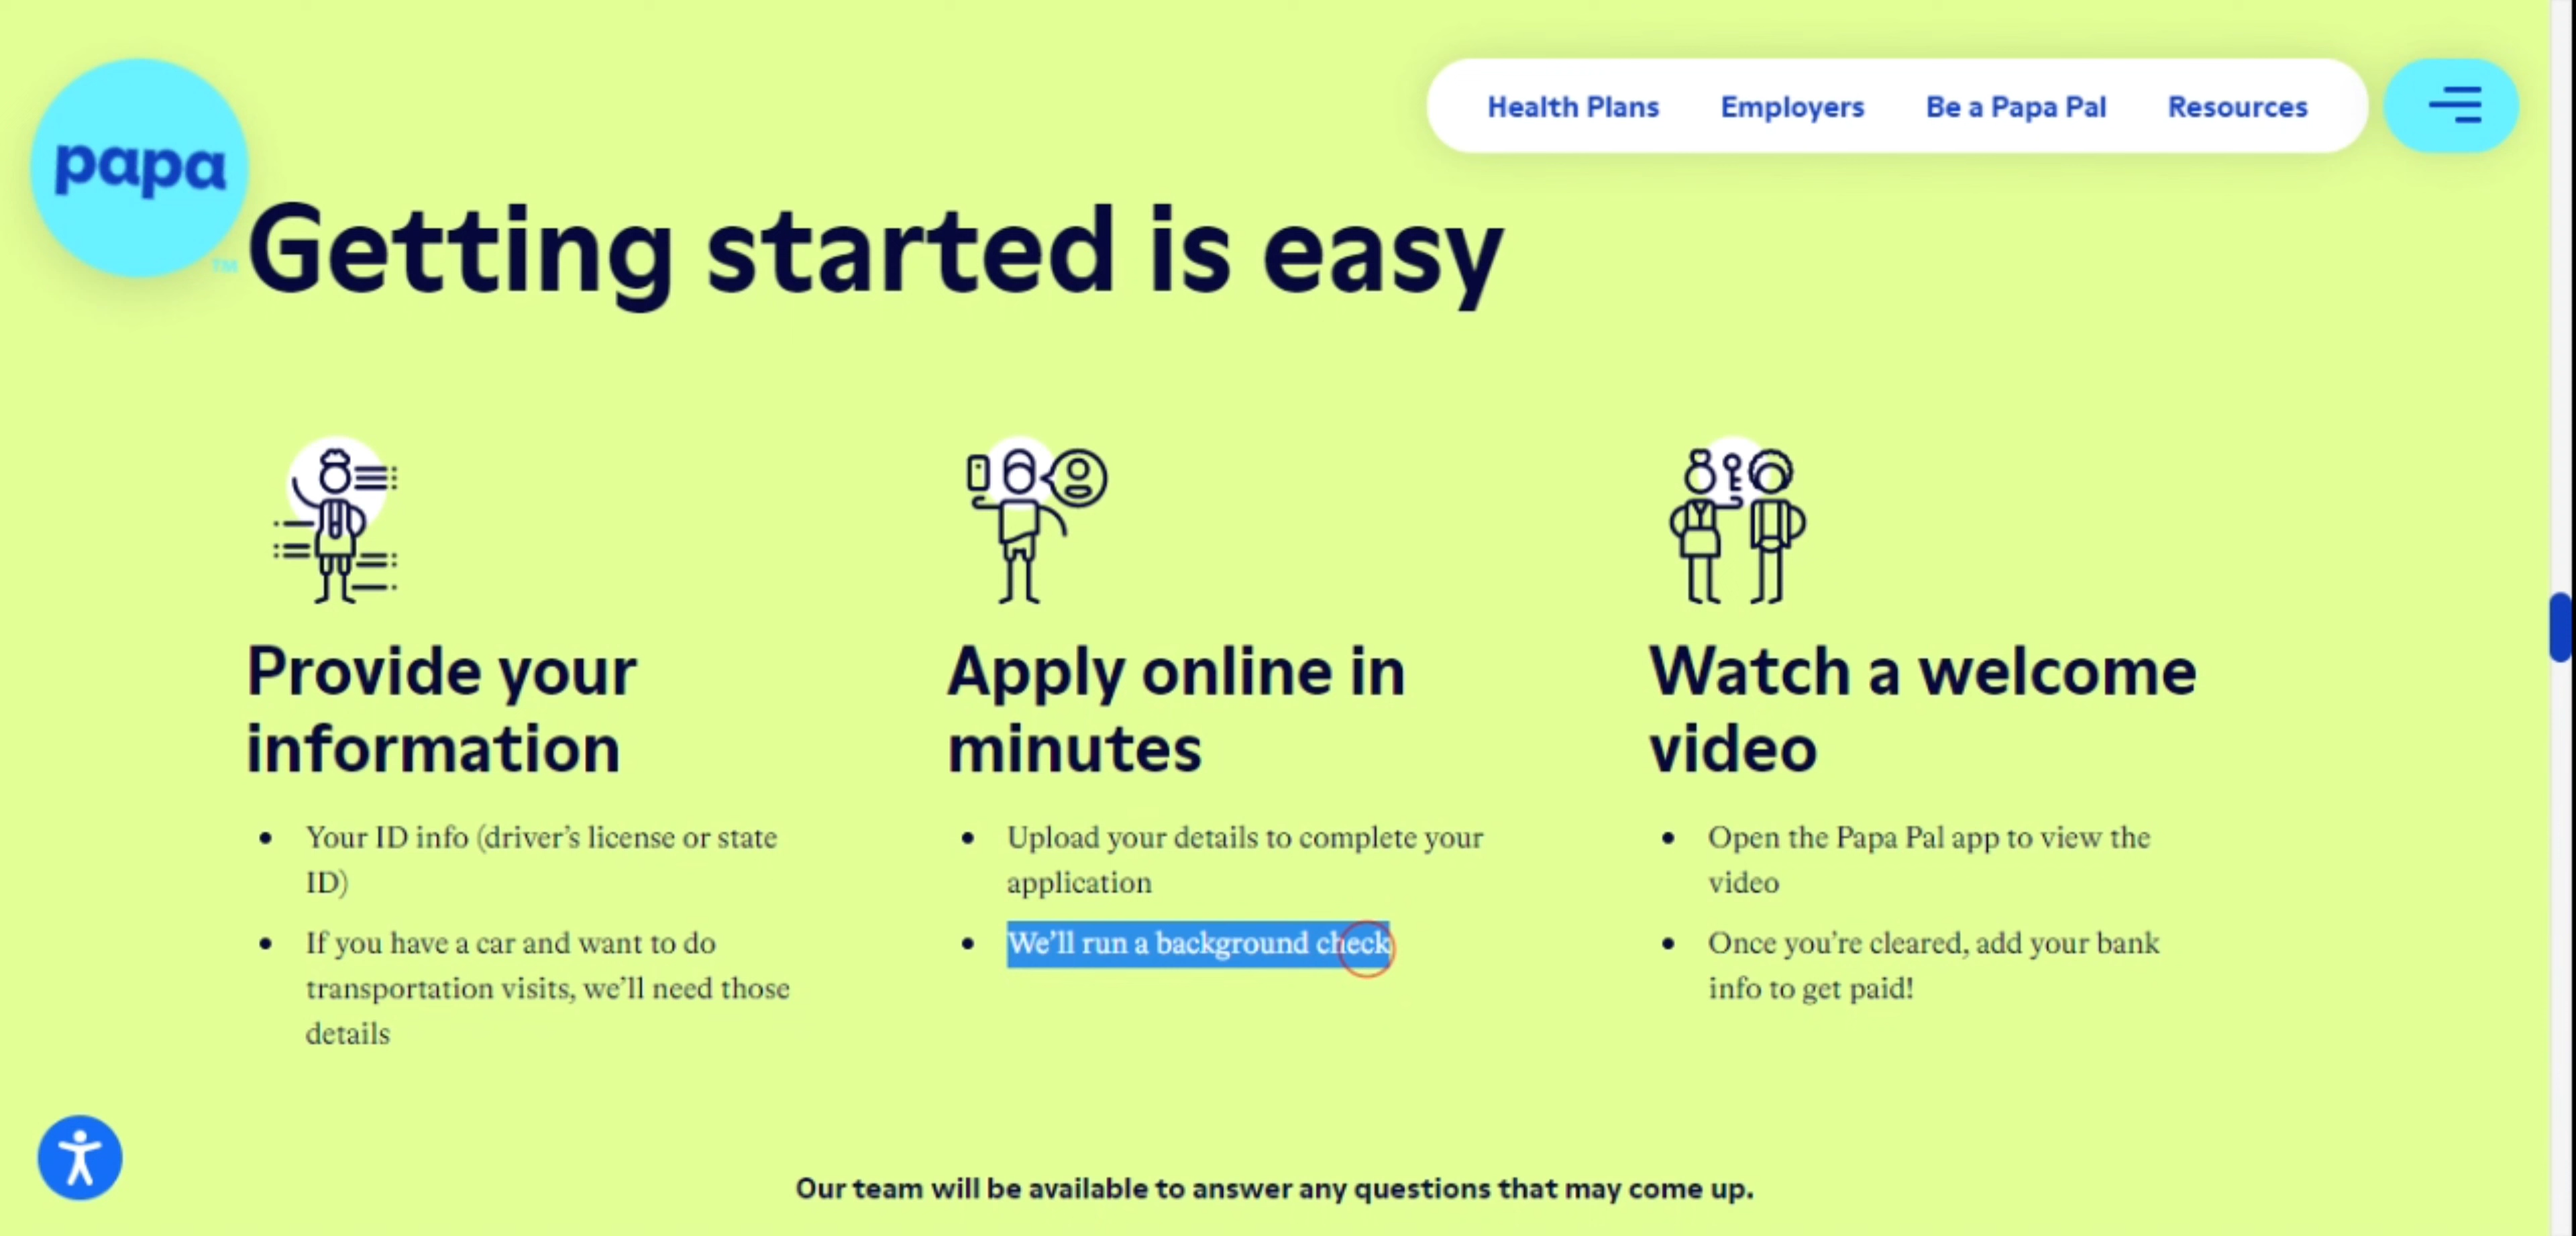 papa
TM
Health Plans Employers Be a Papa Pal Resources
Getting started is easy
Provide your
information
Your ID info (driver’s license or state
ID)
If you have a car and want to do
transportation visits, we’ll need those
details
Apply online in
minutes
Upload your details to complete your
application
We’ll run a background check
Watch a welcome
video
Open the Papa Pal app to view the
video
Once you’re cleared, add your bank
info to get paid!
Our team will be available to answer any questions that may come up.